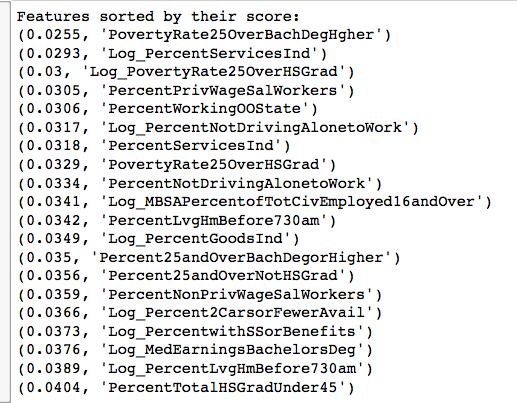 Features sorted by their score:
(0.0255, 'PovertyRate25OverBachDegHgher')
(0.0293, 'Log_PercentServicesInd')
(0.03, 'Log_PovertyRate25OverHSGrad')
(0.0305, 'PercentPrivWageSalWorkers')
(0.0306, 'PercentWorkingOOState')
(0.0317, 'Log_PercentNotDrivingAlonetoWork')
(0.0318, 'PercentServicesInd')
(0.0329, 'PovertyRate25OverHSGrad')
(0.0334, 'PercentNotDrivingAlonetoWork')
(0.0341, 'Log_MBSAPercentofTotCivEmployed16andOver')
(0.0342, 'PercentLvgHmBefore730am')
(0.0349, 'Log_PercentGoodsInd')
(0.035, 'Percent25andOverBachDegorHigher')
(0.0356, 'Percent25andOverNotHSGrad')
(0.0359, 'PercentNonPrivWageSalWorkers')
(0.0366, 'Log_Percent2CarsorFewerAvail')
(0.0373, 'Log_PercentwithSSorBenefits')
(0.0376, 'Log_MedEarningsBachelorsDeg')
(0.0389, 'Log_PercentLvgHmBefore730am')
(0.0404, 'PercentTotalHSGradUnder45')